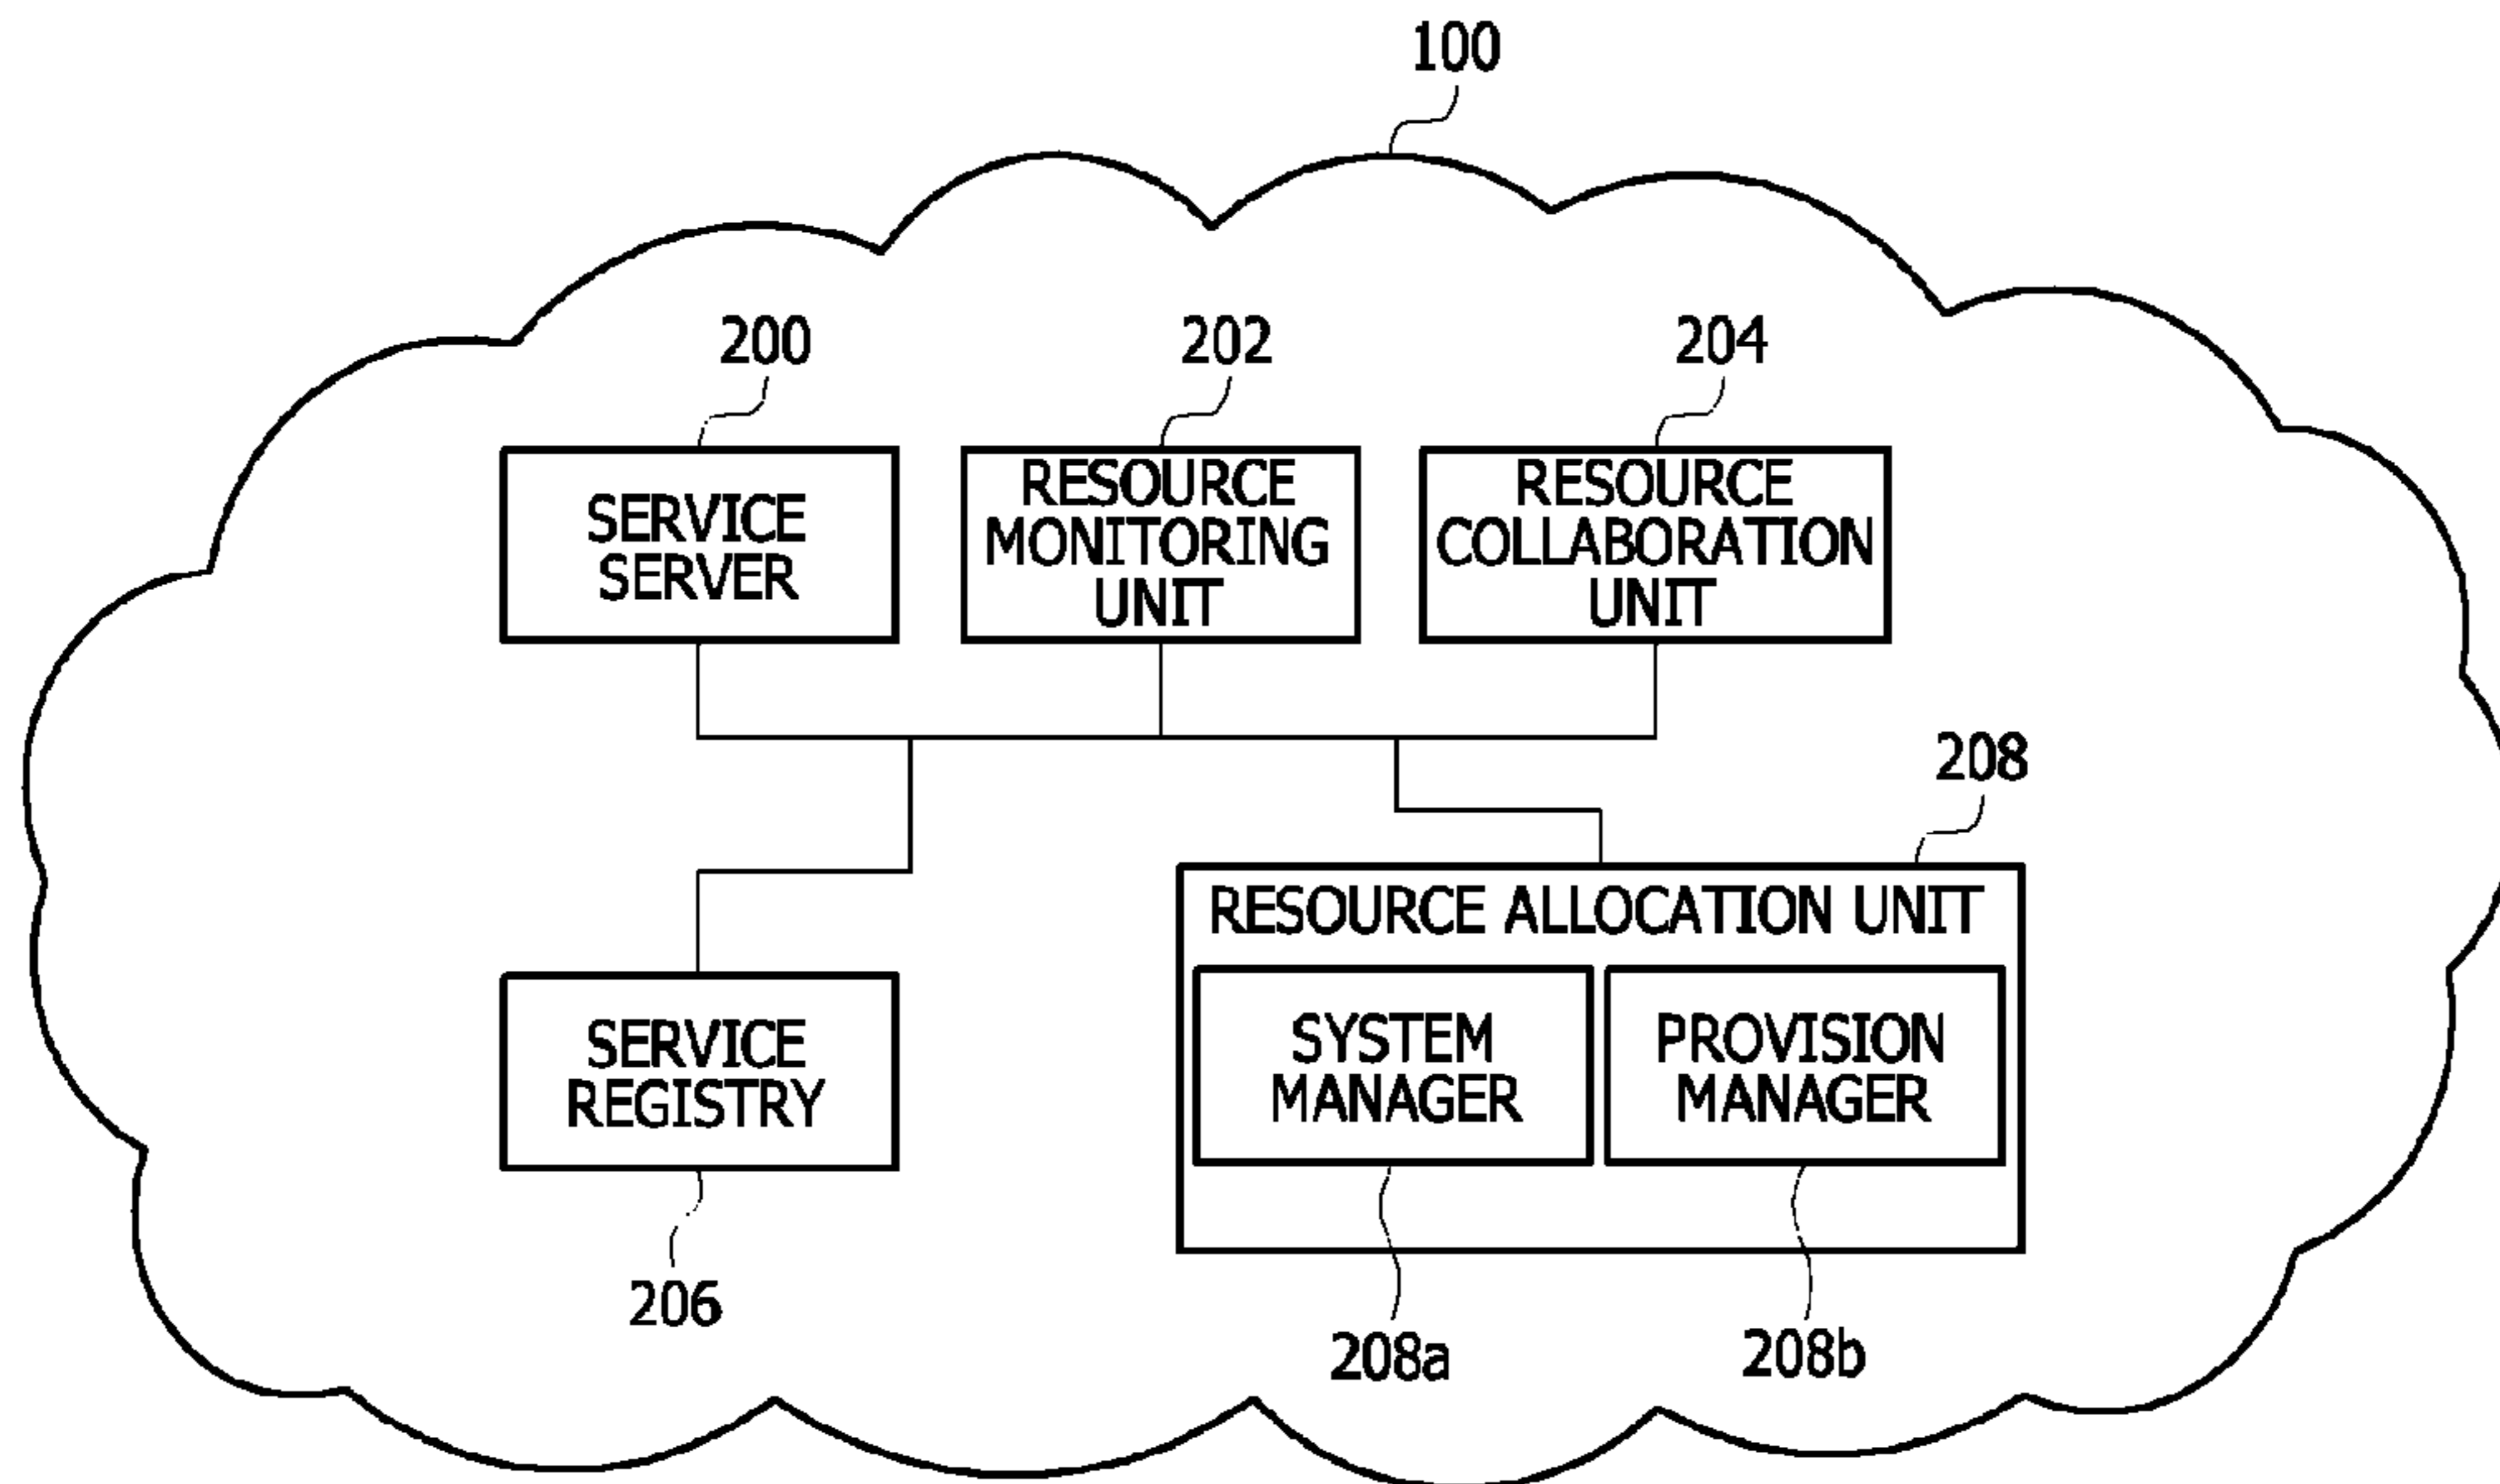 100
200
202
204
SERVICE
SERVER
RESOURCE
MONITORING
UNIT
RESOURCE
COLLABORATION
UNIT
208
RESOURCE ALLOCATION UNIT
SERVICE
REGISTRY
SYSTEM
MANAGER
PROVISION
MANAGER
206
208a
208b